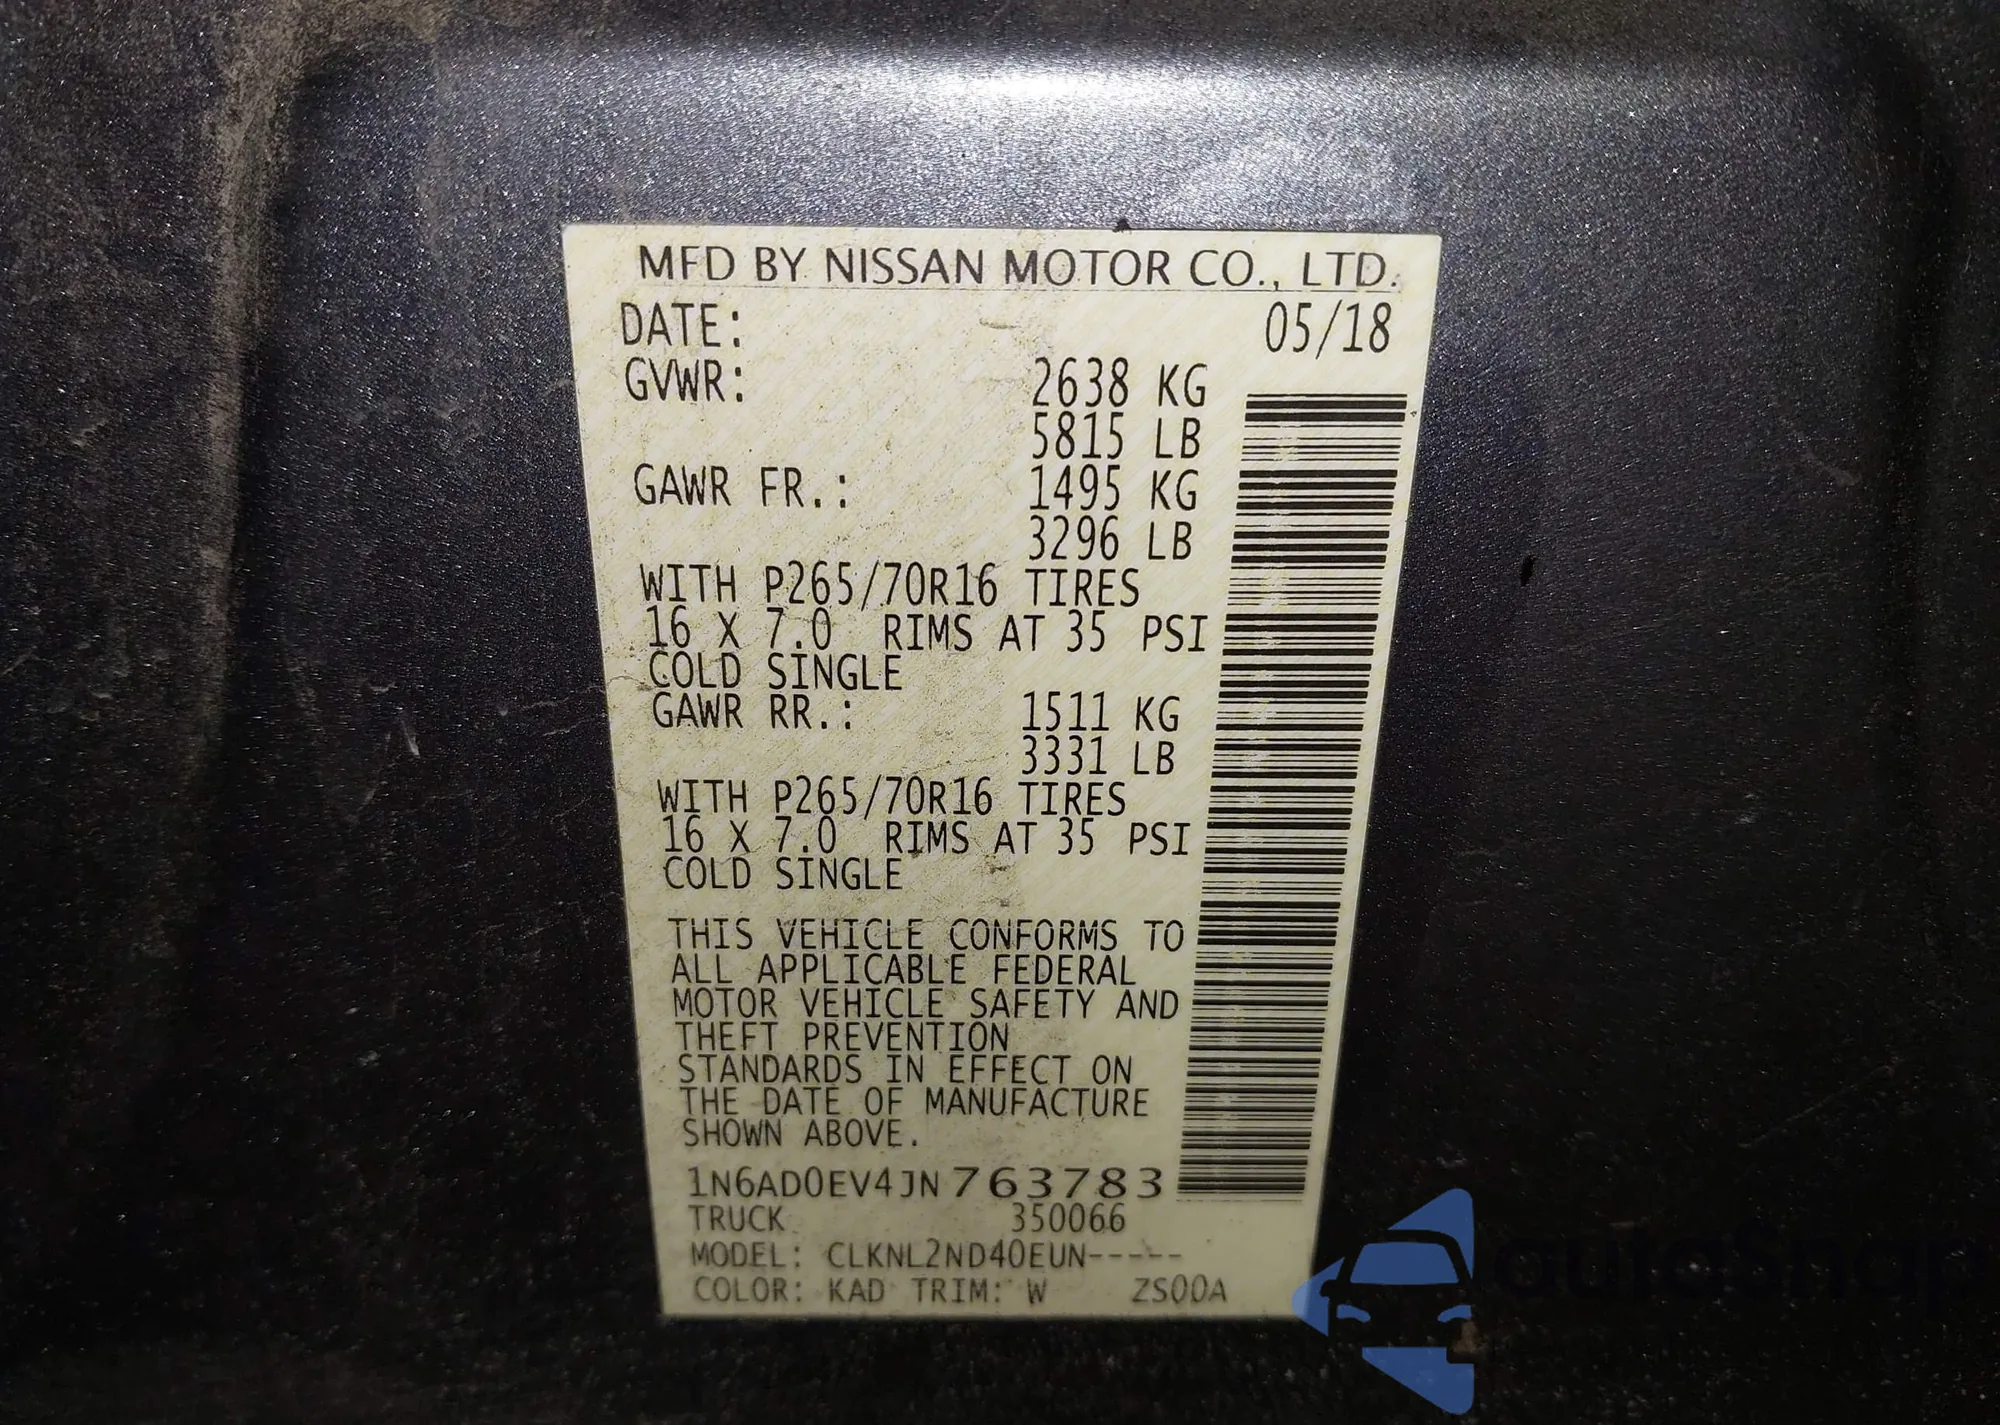 MFD BY NISSAN MOTOR CO., LTD.
DATE: 05/18
GVWR: 2638 KG
5815 LB
GAWR FR.: 1495 KG
3296 LB
WITH P265/70R16 TIRES
16 X 7.0 RIMS AT 35 PSI
COLD SINGLE
GAWR RR.: 1511 KG
3331 LB
WITH P265/70R16 TIRES
16 X 7.0 RIMS AT 35 PSI
COLD SINGLE
THIS VEHICLE CONFORMS TO
ALL APPLICABLE FEDERAL
MOTOR VEHICLE SAFETY AND
THEFT PREVENTION
STANDARDS IN EFFECT ON
THE DATE OF MANUFACTURE
SHOWN ABOVE.
1N6AD0EV4JN763783
TRUCK 350066
MODEL: CLKNL2ND40EUN-----
COLOR: KAD TRIM: W ZS00A
autosnap